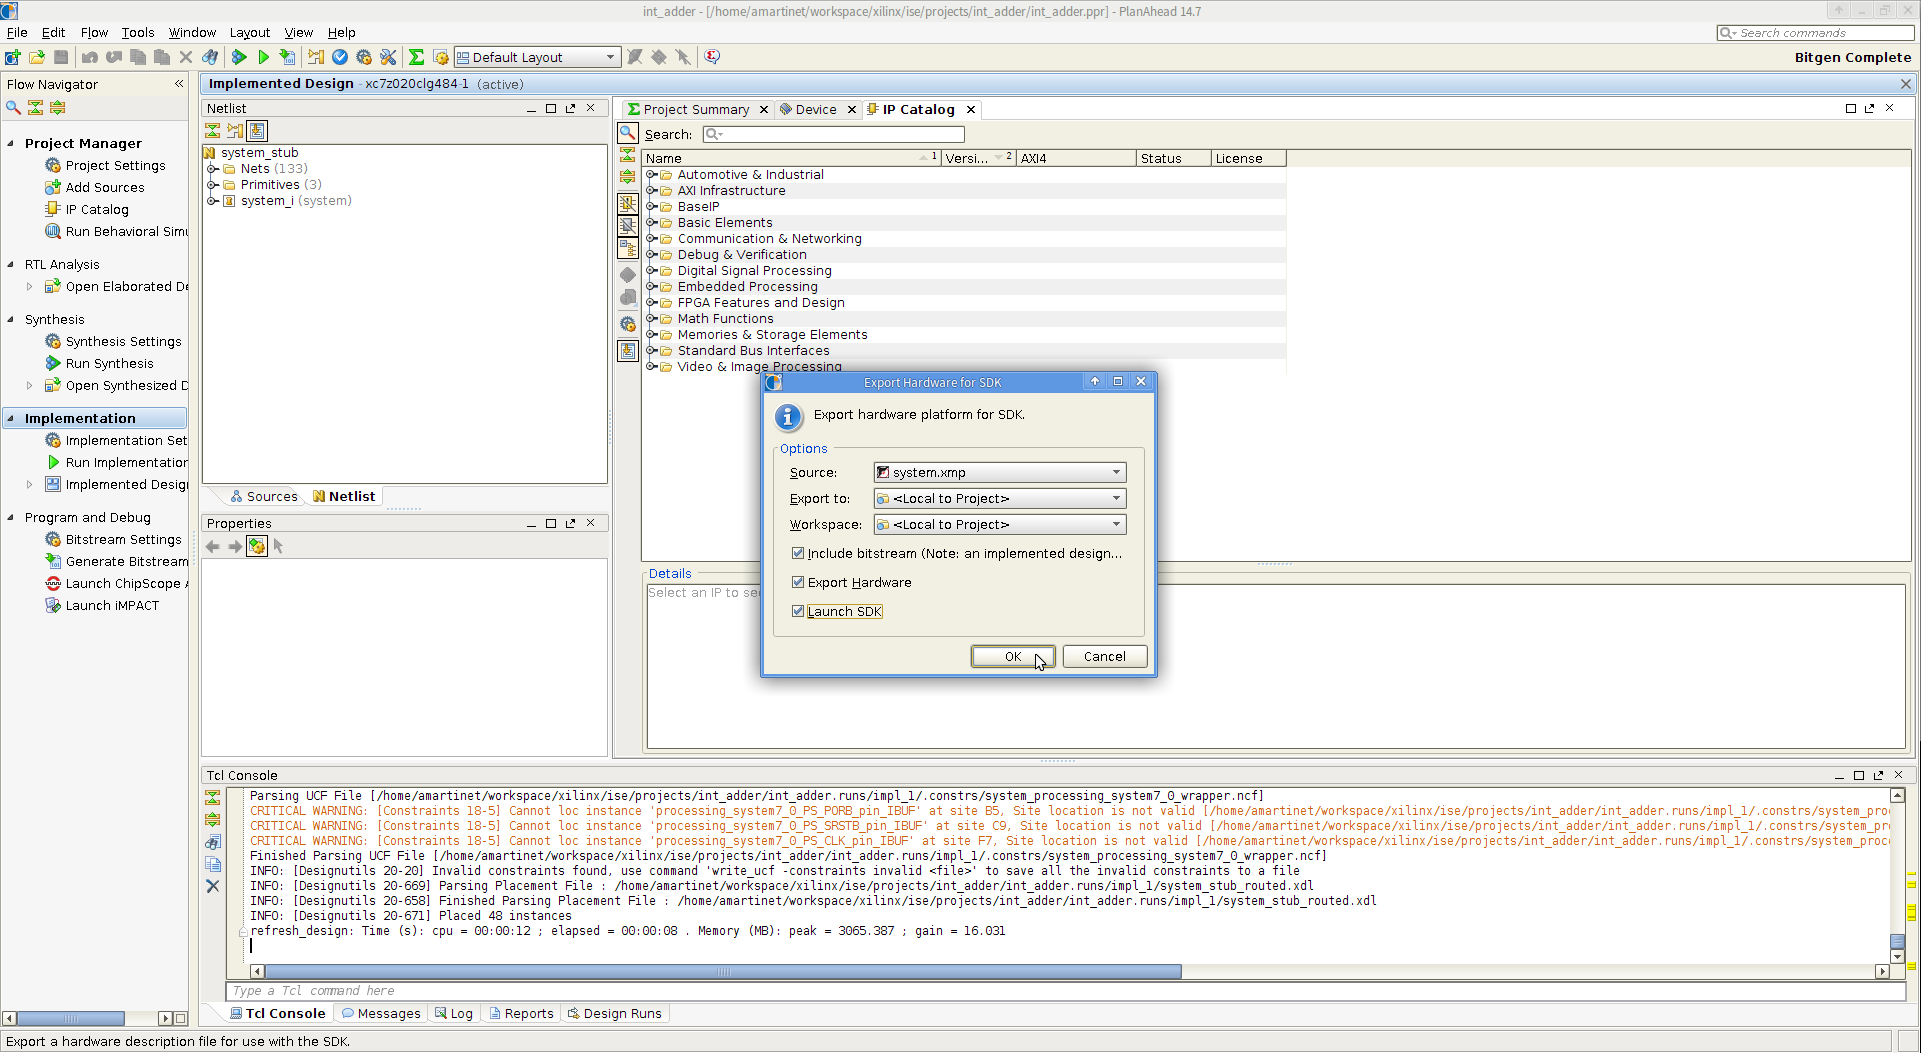 int_adder - [/home/amartinet/workspace/xilinx/ise/projects/int_adder/int_adder.ppr] - PlanAhead 14.7
File Edit Flow Tools Window Layout View Help
Search commands
Default Layout
Bitgen Complete
Flow Navigator
Project Manager
Project Settings
Add Sources
IP Catalog
Run Behavioral Simu
RTL Analysis
Open Elaborated De
Synthesis
Synthesis Settings
Run Synthesis
Open Synthesized D
Implementation
Implementation Set
Run Implementation
Implemented Desig
Program and Debug
Bitstream Settings
Generate Bitstream
Launch ChipScope A
Launch iMPACT
Implemented Design - xc7z020clg484-1 (active)
Netlist
system_stub
Nets (133)
Primitives (3)
system_i (system)
Sources Netlist
Properties
Project Summary Device IP Catalog
Search:
Name 1 Versi... 2 AXI4 Status License
Automotive & Industrial
AXI Infrastructure
BaseIP
Basic Elements
Communication & Networking
Debug & Verification
Digital Signal Processing
Embedded Processing
FPGA Features and Design
Math Functions
Memories & Storage Elements
Standard Bus Interfaces
Video & Image Processing
Details
Select an IP to se
Export Hardware for SDK
Export hardware platform for SDK.
Options
Source: system.xmp
Export to: <Local to Project>
Workspace: <Local to Project>
Include bitstream (Note: an implemented design...
Export Hardware
Launch SDK
OK Cancel
Tcl Console
Parsing UCF File [/home/amartinet/workspace/xilinx/ise/projects/int_adder/int_adder.runs/impl_1/.constrs/system_processing_system7_0_wrapper.ncf]
CRITICAL WARNING: [Constraints 18-5] Cannot loc instance 'processing_system7_0_PS_PORB_pin_IBUF' at site B5, Site location is not valid [/home/amartinet/workspace/xilinx/ise/projects/int_adder/int_adder.runs/impl_1/.constrs/system_pro
CRITICAL WARNING: [Constraints 18-5] Cannot loc instance 'processing_system7_0_PS_SRSTB_pin_IBUF' at site C9, Site location is not valid [/home/amartinet/workspace/xilinx/ise/projects/int_adder/int_adder.runs/impl_1/.constrs/system_pr
CRITICAL WARNING: [Constraints 18-5] Cannot loc instance 'processing_system7_0_PS_CLK_pin_IBUF' at site F7, Site location is not valid [/home/amartinet/workspace/xilinx/ise/projects/int_adder/int_adder.runs/impl_1/.constrs/system_proc
Finished Parsing UCF File [/home/amartinet/workspace/xilinx/ise/projects/int_adder/int_adder.runs/impl_1/.constrs/system_processing_system7_0_wrapper.ncf]
INFO: [Designutils 20-20] Invalid constraints found, use command 'write_ucf -constraints invalid <file>' to save all the invalid constraints to a file
INFO: [Designutils 20-669] Parsing Placement File : /home/amartinet/workspace/xilinx/ise/projects/int_adder/int_adder.runs/impl_1/system_stub_routed.xdl
INFO: [Designutils 20-658] Finished Parsing Placement File : /home/amartinet/workspace/xilinx/ise/projects/int_adder/int_adder.runs/impl_1/system_stub_routed.xdl
INFO: [Designutils 20-671] Placed 48 instances
refresh_design: Time (s): cpu = 00:00:12 ; elapsed = 00:00:08 . Memory (MB): peak = 3065.387 ; gain = 16.031
Type a Tcl command here
Tcl Console Messages Log Reports Design Runs
Export a hardware description file for use with the SDK.